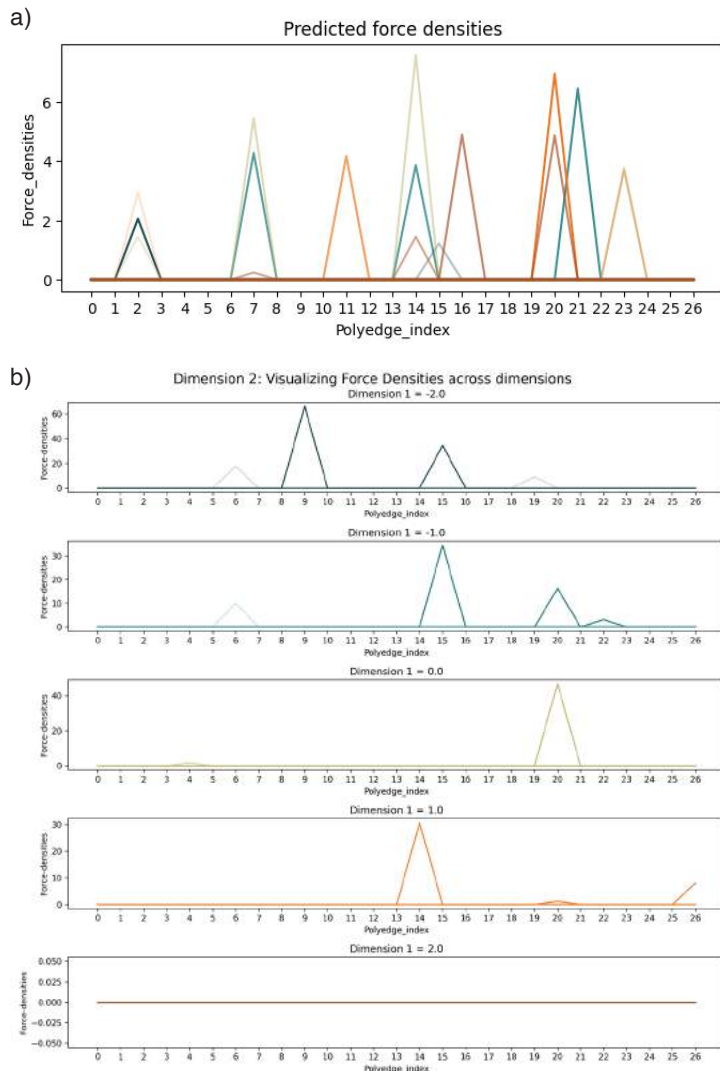 a)
Predicted force densities
Force_densities
6
4
2
0
0 1 2 3 4 5 6 7 8 9 10 11 12 13 14 15 16 17 18 19 20 21 22 23 24 25 26
Polyedge_index
b)
Dimension 2: Visualizing Force Densities across dimensions
Dimension 1 = -2.0
Force-densities
60
40
20
0
0 1 2 3 4 5 6 7 8 9 10 11 12 13 14 15 16 17 18 19 20 21 22 23 24 25 26
Polyedge_index
Dimension 1 = -1.0
Force-densities
30
20
10
0
0 1 2 3 4 5 6 7 8 9 10 11 12 13 14 15 16 17 18 19 20 21 22 23 24 25 26
Polyedge_index
Dimension 1 = 0.0
Force-densities
40
20
0
0 1 2 3 4 5 6 7 8 9 10 11 12 13 14 15 16 17 18 19 20 21 22 23 24 25 26
Polyedge_index
Dimension 1 = 1.0
Force-densities
30
20
10
0
0 1 2 3 4 5 6 7 8 9 10 11 12 13 14 15 16 17 18 19 20 21 22 23 24 25 26
Polyedge_index
Dimension 1 = 2.0
Force-densities
0.050
0.025
0.000
−0.025
−0.050
0 1 2 3 4 5 6 7 8 9 10 11 12 13 14 15 16 17 18 19 20 21 22 23 24 25 26
Polyedge_index